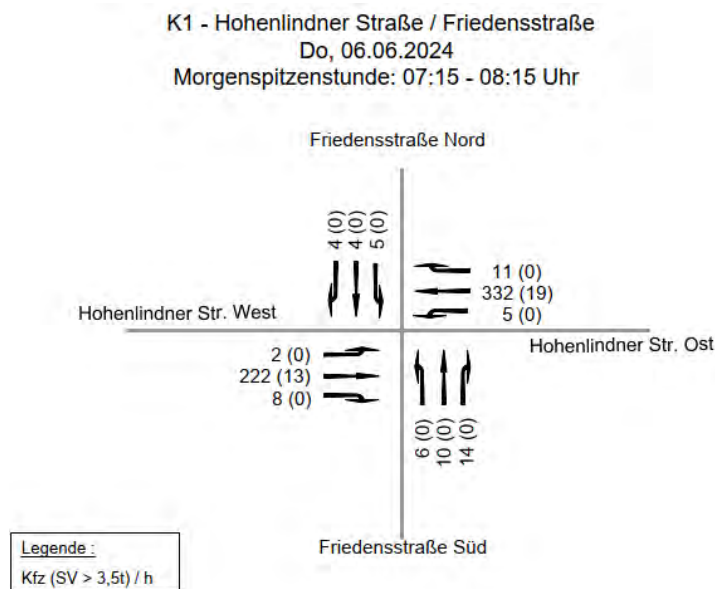 K1 - Hohenlindner Straße / Friedensstraße
Do, 06.06.2024
Morgenspitzenstunde: 07:15 - 08:15 Uhr
Friedensstraße Nord
4 (0)
4 (0)
5 (0)
11 (0)
332 (19)
5 (0)
Hohenlindner Str. West
Hohenlindner Str. Ost
2 (0)
222 (13)
8 (0)
6 (0)
10 (0)
14 (0)
Friedensstraße Süd
Legende :
Kfz (SV > 3,5t) / h